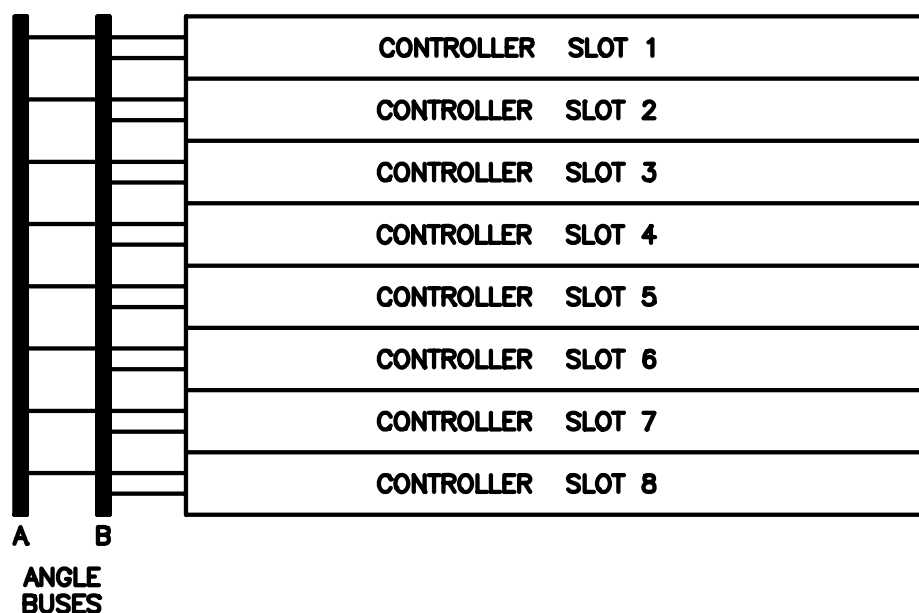 CONTROLLER SLOT 1
CONTROLLER SLOT 2
CONTROLLER SLOT 3
CONTROLLER SLOT 4
CONTROLLER SLOT 5
CONTROLLER SLOT 6
CONTROLLER SLOT 7
CONTROLLER SLOT 8
A B
ANGLE
BUSES